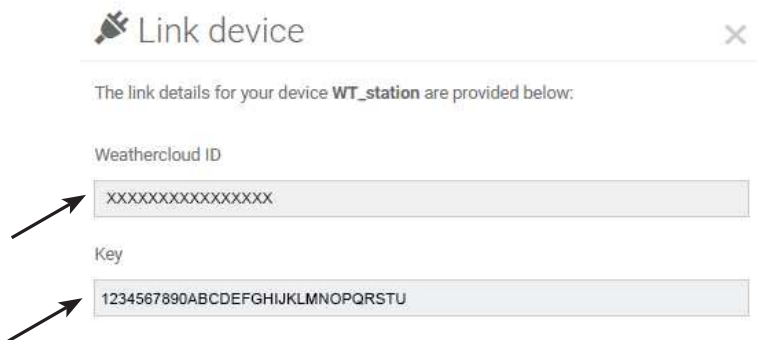 Link device
The link details for your device WT_station are provided below:
Weathercloud ID
XXXXXXXXXXXXXXXX
Key
1234567890ABCDEFGHIJKLMNOPQRSTU